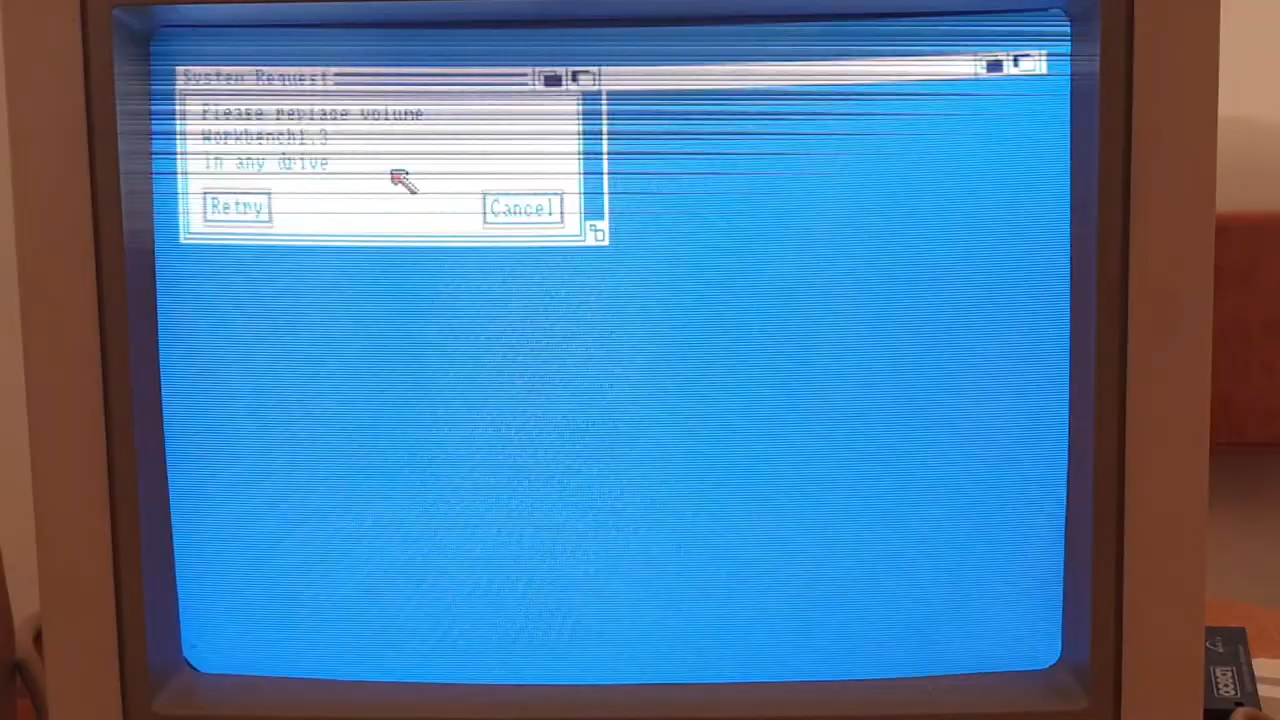 System Request
Please replace volume
Workbench1.3
in any drive
Retry
Cancel